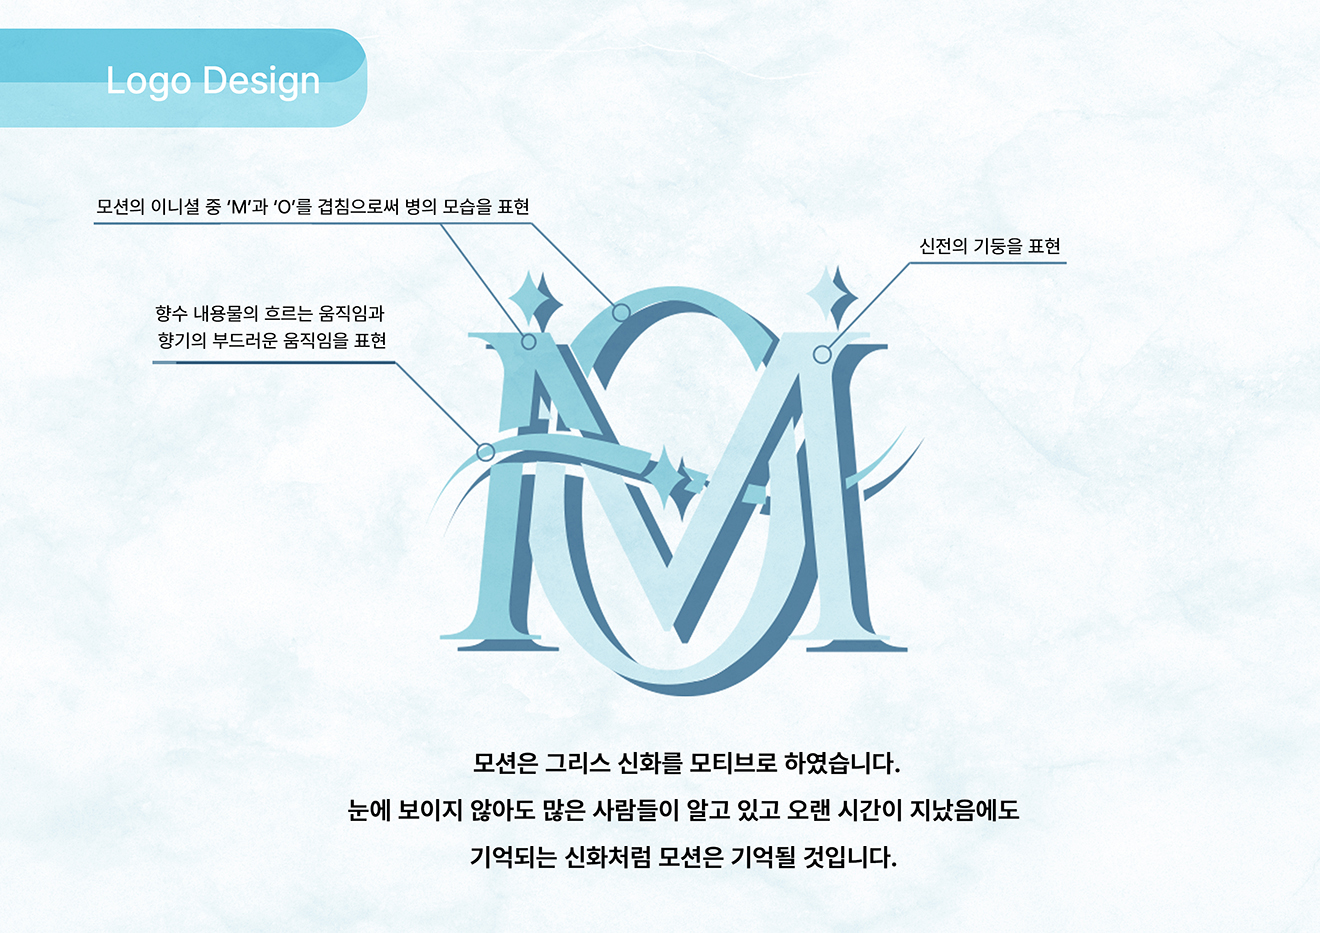 Logo Design
모션의 이니셜 중 ‘M’과 ‘O’를 겹침으로써 병의 모습을 표현
신전의 기둥을 표현
향수 내용물의 흐르는 움직임과
향기의 부드러운 움직임을 표현
MO
모션은 그리스 신화를 모티브로 하였습니다.
눈에 보이지 않아도 많은 사람들이 알고 있고 오랜 시간이 지났음에도
기억되는 신화처럼 모션은 기억될 것입니다.